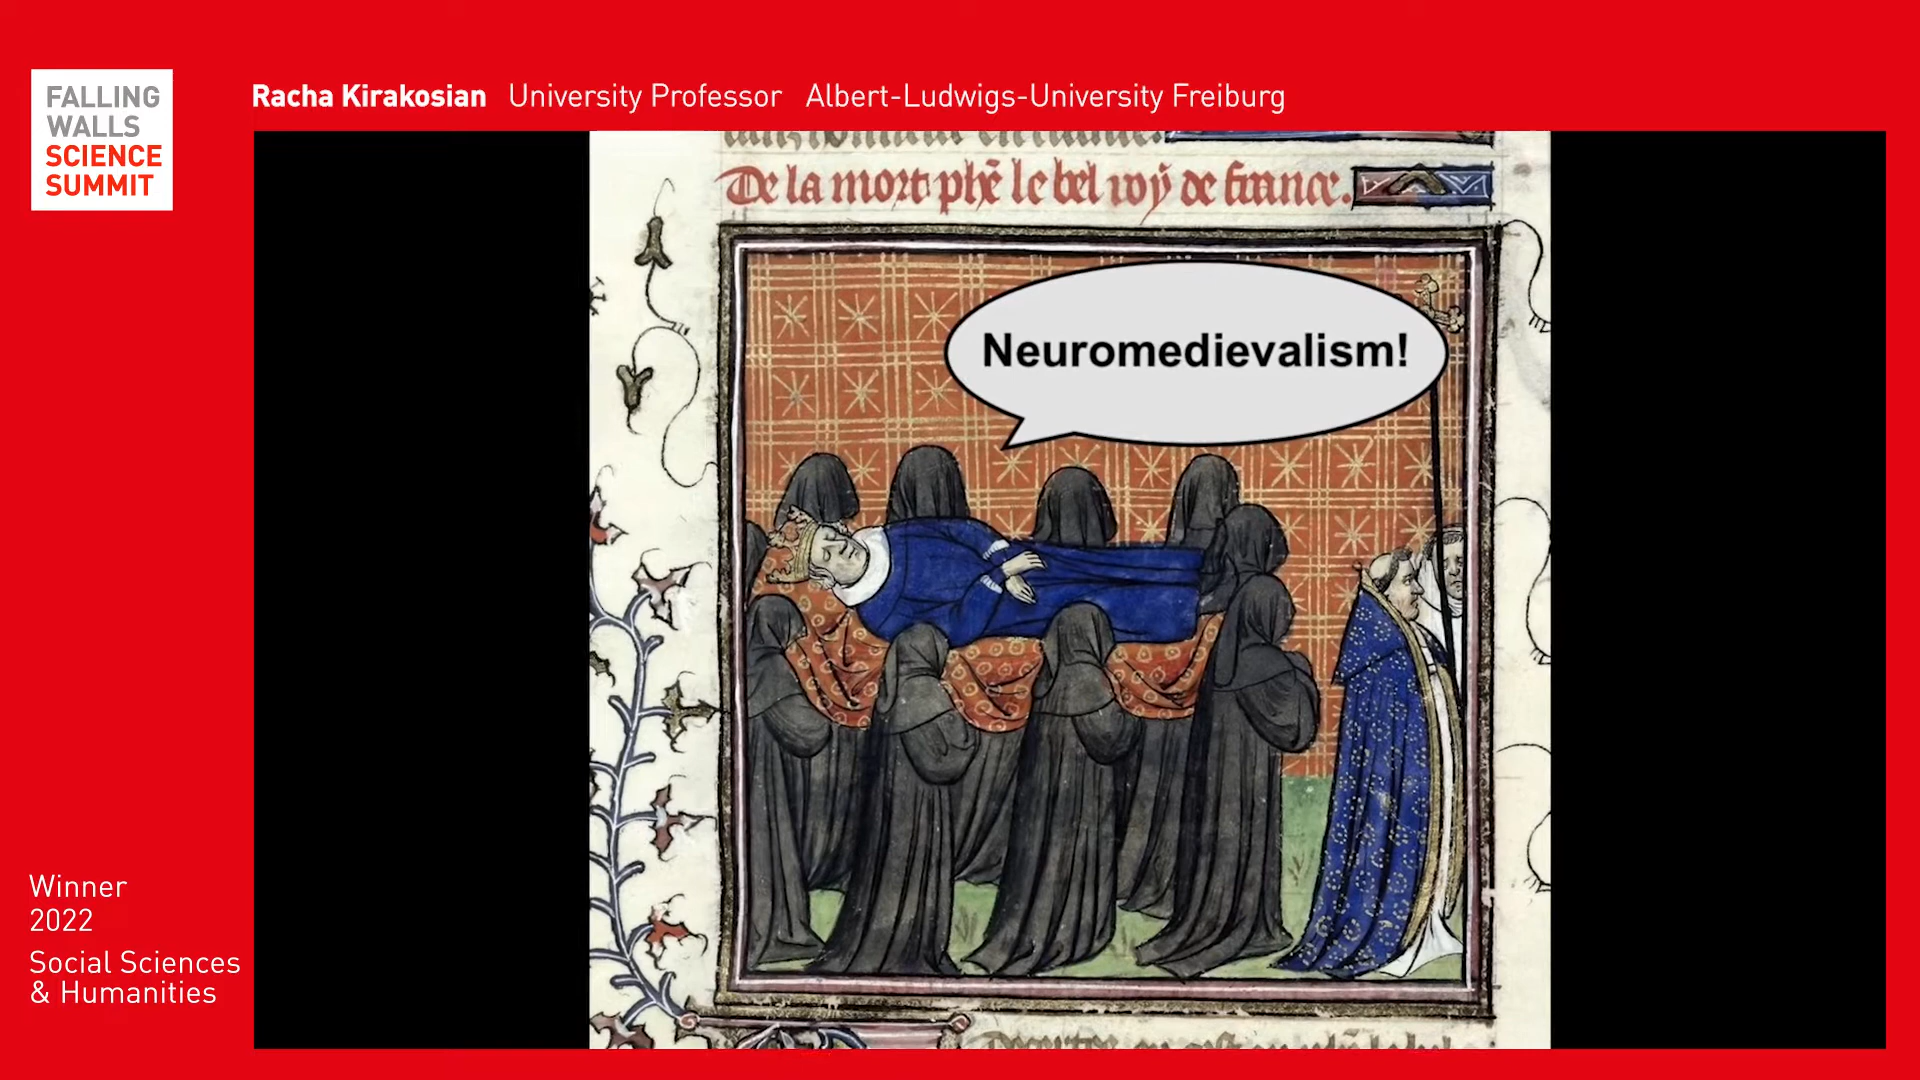 FALLING
WALLS
SCIENCE
SUMMIT
Racha Kirakosian University Professor Albert-Ludwigs-University Freiburg
De la mort phẽ le bel roy de france.
Neuromedievalism!
Winner
2022
Social Sciences
& Humanities